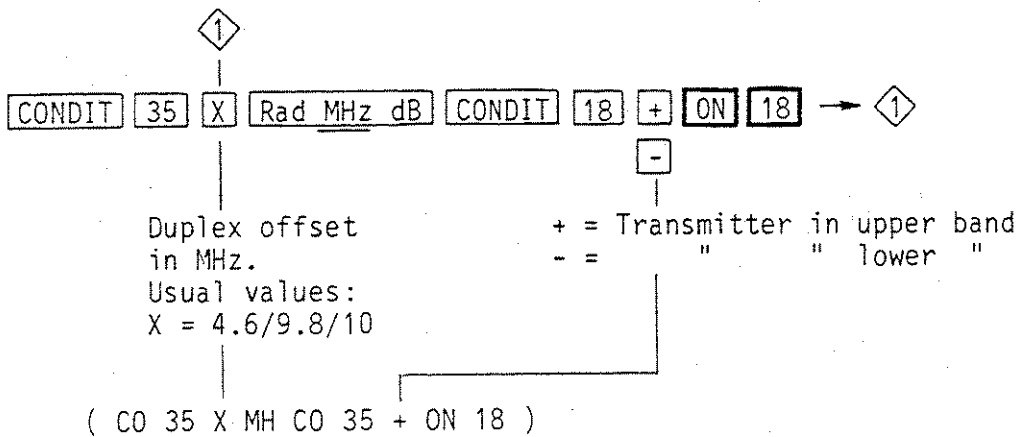 1
CONDIT 35 X Rad MHz dB CONDIT 18 + ON 18 → 1
-
Duplex offset
in MHz.
Usual values:
X = 4.6/9.8/10
+ = Transmitter in upper band
- = " " lower "
( CO 35 X MH CO 35 + ON 18 )